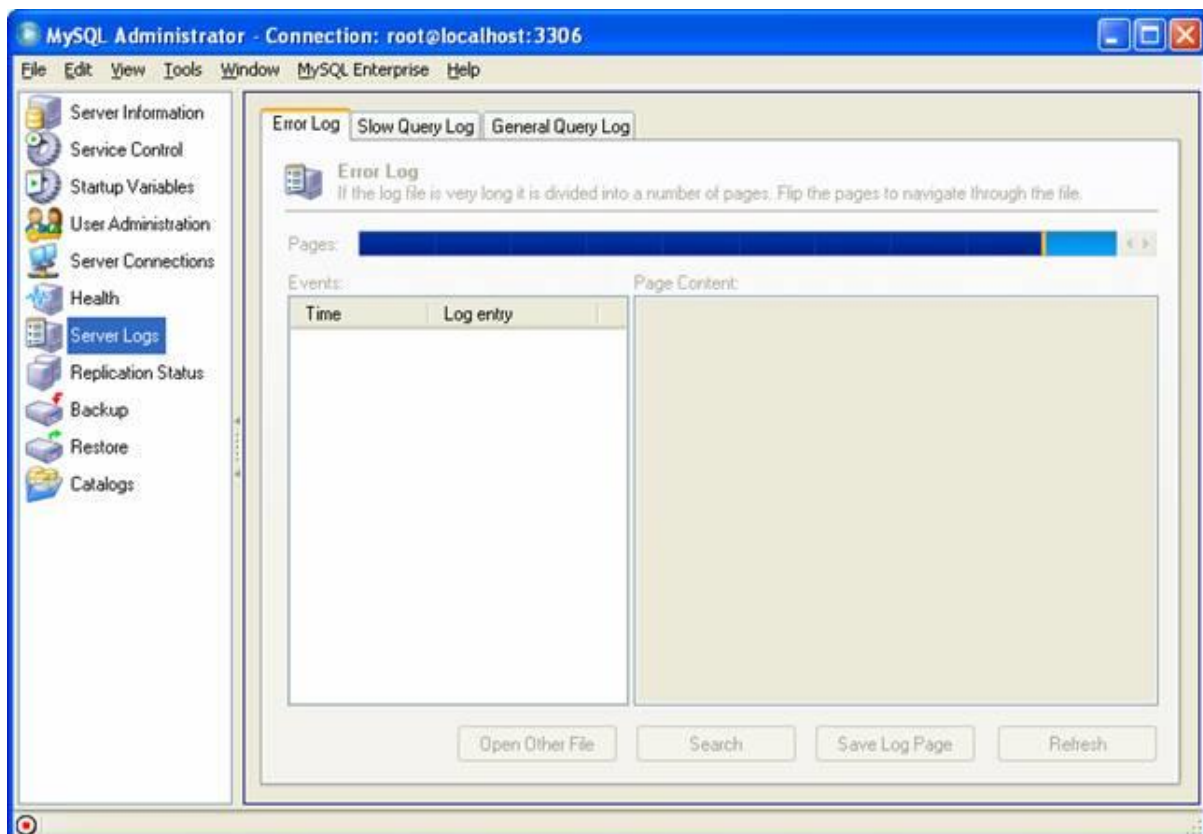 MySQL Administrator - Connection: root@localhost:3306
File Edit View Tools Window MySQL Enterprise Help
Server Information
Service Control
Startup Variables
User Administration
Server Connections
Health
Server Logs
Replication Status
Backup
Restore
Catalogs
Error Log Slow Query Log General Query Log
Error Log
If the log file is very long it is divided into a number of pages. Flip the pages to navigate through the file.
Pages:
Events: Page Content:
Time Log entry
Open Other File Search Save Log Page Refresh